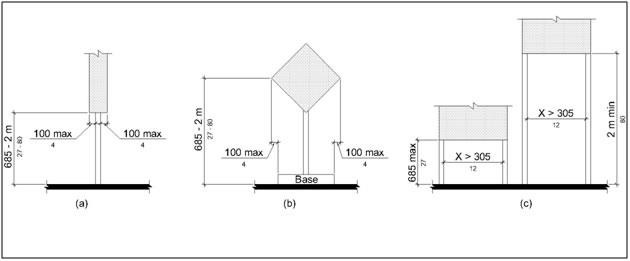 685 - 2 m
27 - 80
100 max
4
100 max
4
(a)
685 - 2 m
27 - 80
100 max
4
100 max
4
Base
(b)
685 max
27
X > 305
12
X > 305
12
2 m min
80
(c)